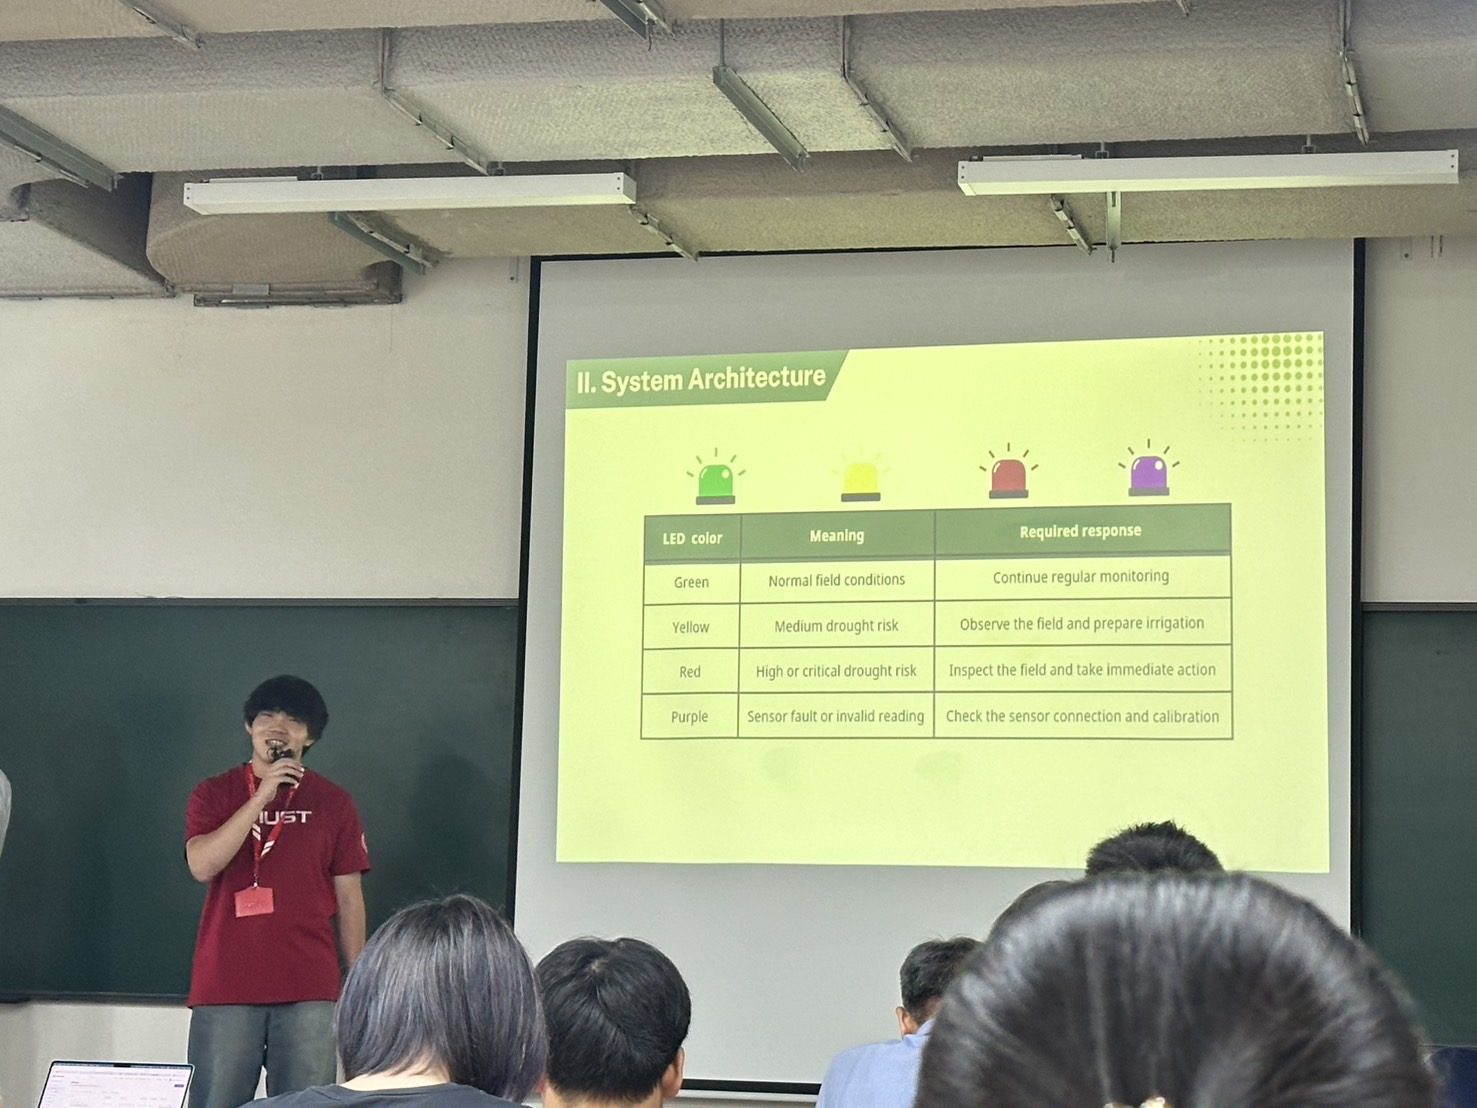 II. System Architecture
LED color Meaning Required response
Green Normal field conditions Continue regular monitoring
Yellow Medium drought risk Observe the field and prepare irrigation
Red High or critical drought risk Inspect the field and take immediate action
Purple Sensor fault or invalid reading Check the sensor connection and calibration